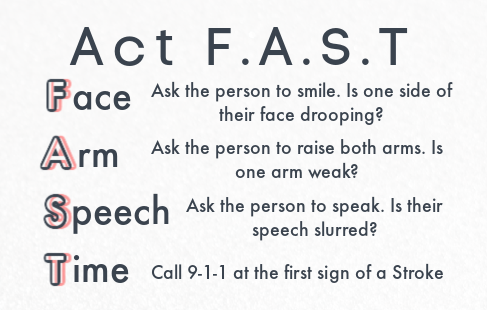 Act F.A.S.T
Face
Ask the person to smile. Is one side of
their face drooping?
Arm
Ask the person to raise both arms. Is
one arm weak?
Speech
Ask the person to speak. Is their
speech slurred?
Time
Call 9-1-1 at the first sign of a Stroke